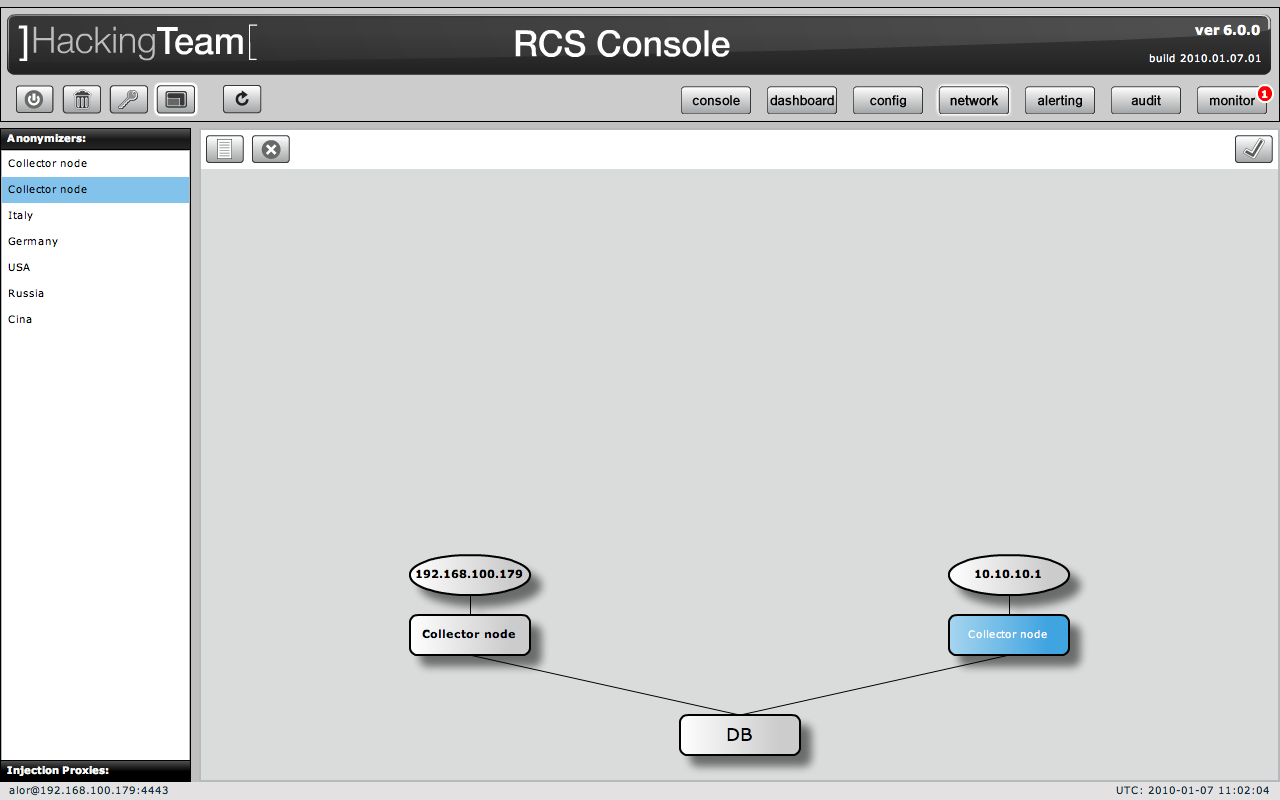 ]HackingTeam[
RCS Console
ver 6.0.0
build 2010.01.07.01
console
dashboard
config
network
alerting
audit
monitor
1
Anonymizers:
Collector node
Collector node
Italy
Germany
USA
Russia
Cina
192.168.100.179
10.10.10.1
Collector node
Collector node
DB
Injection Proxies:
alor@192.168.100.179:4443
UTC: 2010-01-07 11:02:04